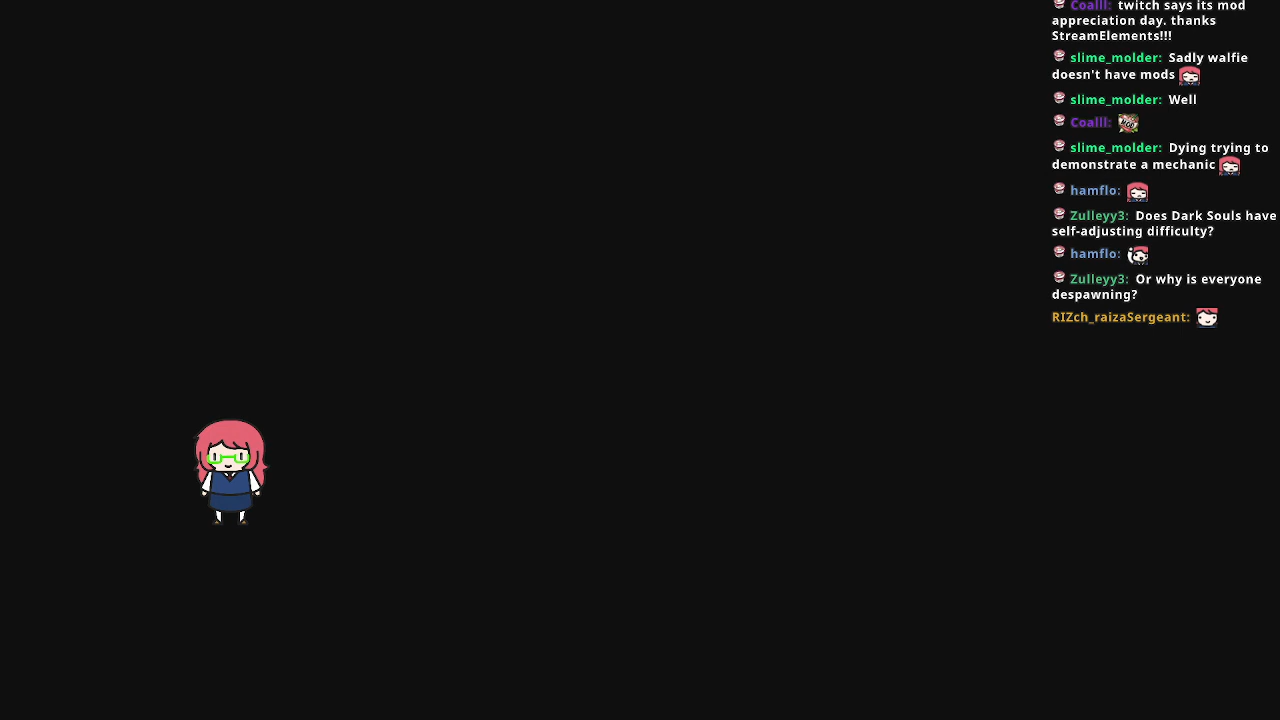 Coalll: twitch says its mod
appreciation day. thanks
StreamElements!!!
slime_molder: Sadly walfie
doesn't have mods
slime_molder: Well
Coalll: MOD
slime_molder: Dying trying to
demonstrate a mechanic
hamflo:
Zulleyy3: Does Dark Souls have
self-adjusting difficulty?
hamflo:
Zulleyy3: Or why is everyone
despawning?
RIZch_raizaSergeant: